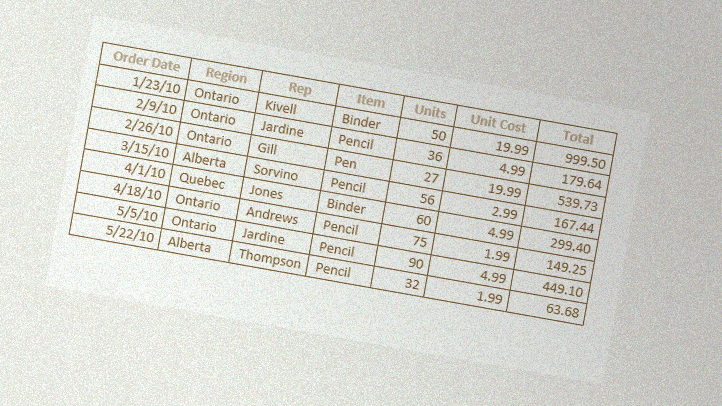 Order Date Region Rep Item Units Unit Cost Total
1/23/10 Ontario Kivell Binder 50 19.99 999.50
2/9/10 Ontario Jardine Pencil 36 4.99 179.64
2/26/10 Ontario Gill Pen 27 19.99 539.73
3/15/10 Alberta Sorvino Pencil 56 2.99 167.44
4/1/10 Quebec Jones Binder 60 4.99 299.40
4/18/10 Ontario Andrews Pencil 75 1.99 149.25
5/5/10 Ontario Jardine Pencil 90 4.99 449.10
5/22/10 Alberta Thompson Pencil 32 1.99 63.68